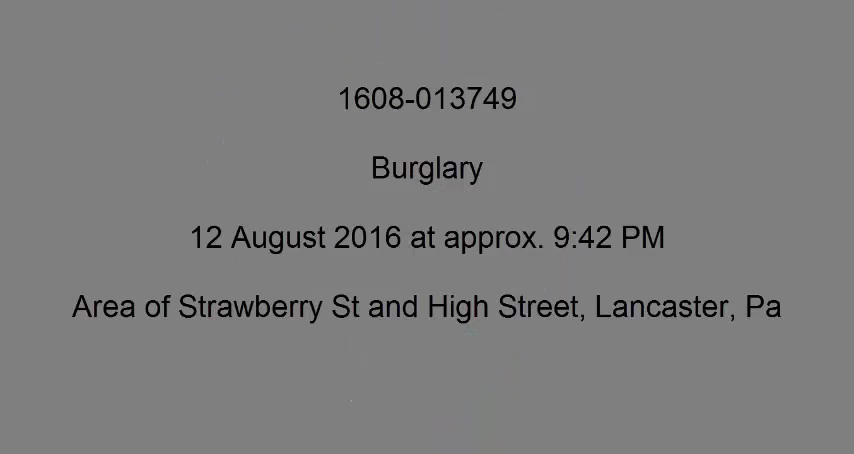 1608-013749
Burglary
12 August 2016 at approx. 9:42 PM
Area of Strawberry St and High Street, Lancaster, Pa